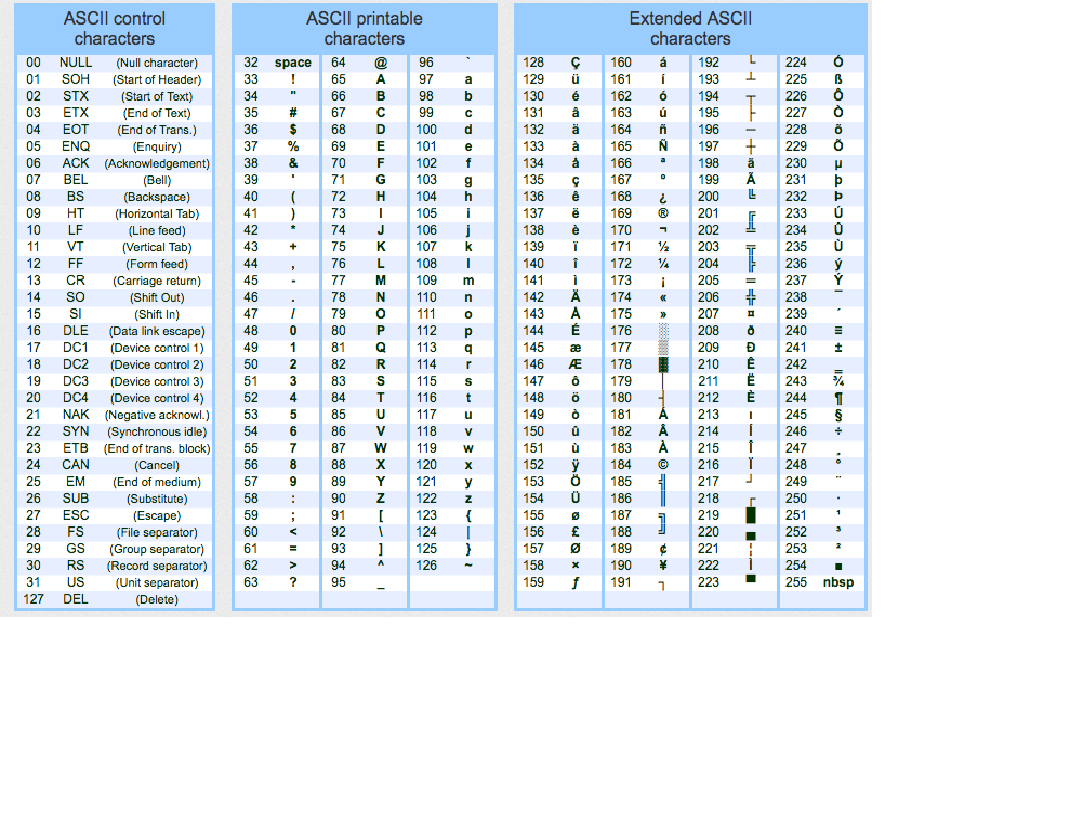 ASCII control ASCII printable Extended ASCII
characters characters characters
00 NULL (Null character) 32 space 64 @ 96 ` 128 Ç 160 á 192 └ 224 Ó
01 SOH (Start of Header) 33 ! 65 A 97 a 129 ü 161 í 193 ┴ 225 ß
02 STX (Start of Text) 34 " 66 B 98 b 130 é 162 ó 194 ┬ 226 Ô
03 ETX (End of Text) 35 # 67 C 99 c 131 â 163 ú 195 ├ 227 Ò
04 EOT (End of Trans.) 36 $ 68 D 100 d 132 ä 164 ñ 196 ─ 228 õ
05 ENQ (Enquiry) 37 % 69 E 101 e 133 à 165 Ñ 197 ┼ 229 Õ
06 ACK (Acknowledgement) 38 & 70 F 102 f 134 å 166 ª 198 ã 230 µ
07 BEL (Bell) 39 ' 71 G 103 g 135 ç 167 º 199 Ã 231 þ
08 BS (Backspace) 40 ( 72 H 104 h 136 ê 168 ¿ 200 ╚ 232 Þ
09 HT (Horizontal Tab) 41 ) 73 I 105 i 137 ë 169 ® 201 ╔ 233 Ú
10 LF (Line feed) 42 * 74 J 106 j 138 è 170 ¬ 202 ╩ 234 Û
11 VT (Vertical Tab) 43 + 75 K 107 k 139 ï 171 ½ 203 ╦ 235 Ù
12 FF (Form feed) 44 , 76 L 108 l 140 î 172 ¼ 204 ╠ 236 ý
13 CR (Carriage return) 45 - 77 M 109 m 141 ì 173 ¡ 205 ═ 237 Ý
14 SO (Shift Out) 46 . 78 N 110 n 142 Ä 174 « 206 ╬ 238 ¯
15 SI (Shift In) 47 / 79 O 111 o 143 Å 175 » 207 ¤ 239 ´
16 DLE (Data link escape) 48 0 80 P 112 p 144 É 176 ░ 208 ð 240 ≡
17 DC1 (Device control 1) 49 1 81 Q 113 q 145 æ 177 ▒ 209 Ð 241 ±
18 DC2 (Device control 2) 50 2 82 R 114 r 146 Æ 178 ▓ 210 Ê 242 ‗
19 DC3 (Device control 3) 51 3 83 S 115 s 147 ô 179 │ 211 Ë 243 ¾
20 DC4 (Device control 4) 52 4 84 T 116 t 148 ö 180 ┤ 212 È 244 ¶
21 NAK (Negative acknowl.) 53 5 85 U 117 u 149 ò 181 Á 213 ı 245 §
22 SYN (Synchronous idle) 54 6 86 V 118 v 150 û 182 Â 214 Í 246 ÷
23 ETB (End of trans. block) 55 7 87 W 119 w 151 ù 183 À 215 Î 247 ¸
24 CAN (Cancel) 56 8 88 X 120 x 152 ÿ 184 © 216 Ï 248 °
25 EM (End of medium) 57 9 89 Y 121 y 153 Ö 185 ╣ 217 ┘ 249 ¨
26 SUB (Substitute) 58 : 90 Z 122 z 154 Ü 186 ║ 218 ┌ 250 ·
27 ESC (Escape) 59 ; 91 [ 123 { 155 ø 187 ╗ 219 █ 251 ¹
28 FS (File separator) 60 < 92 \ 124 | 156 £ 188 ╝ 220 ▄ 252 ³
29 GS (Group separator) 61 = 93 ] 125 } 157 Ø 189 ¢ 221 ¦ 253 ²
30 RS (Record separator) 62 > 94 ^ 126 ~ 158 × 190 ¥ 222 Ì 254 ■
31 US (Unit separator) 63 ? 95 _ 159 ƒ 191 ┐ 223 ▀ 255 nbsp
127 DEL (Delete)